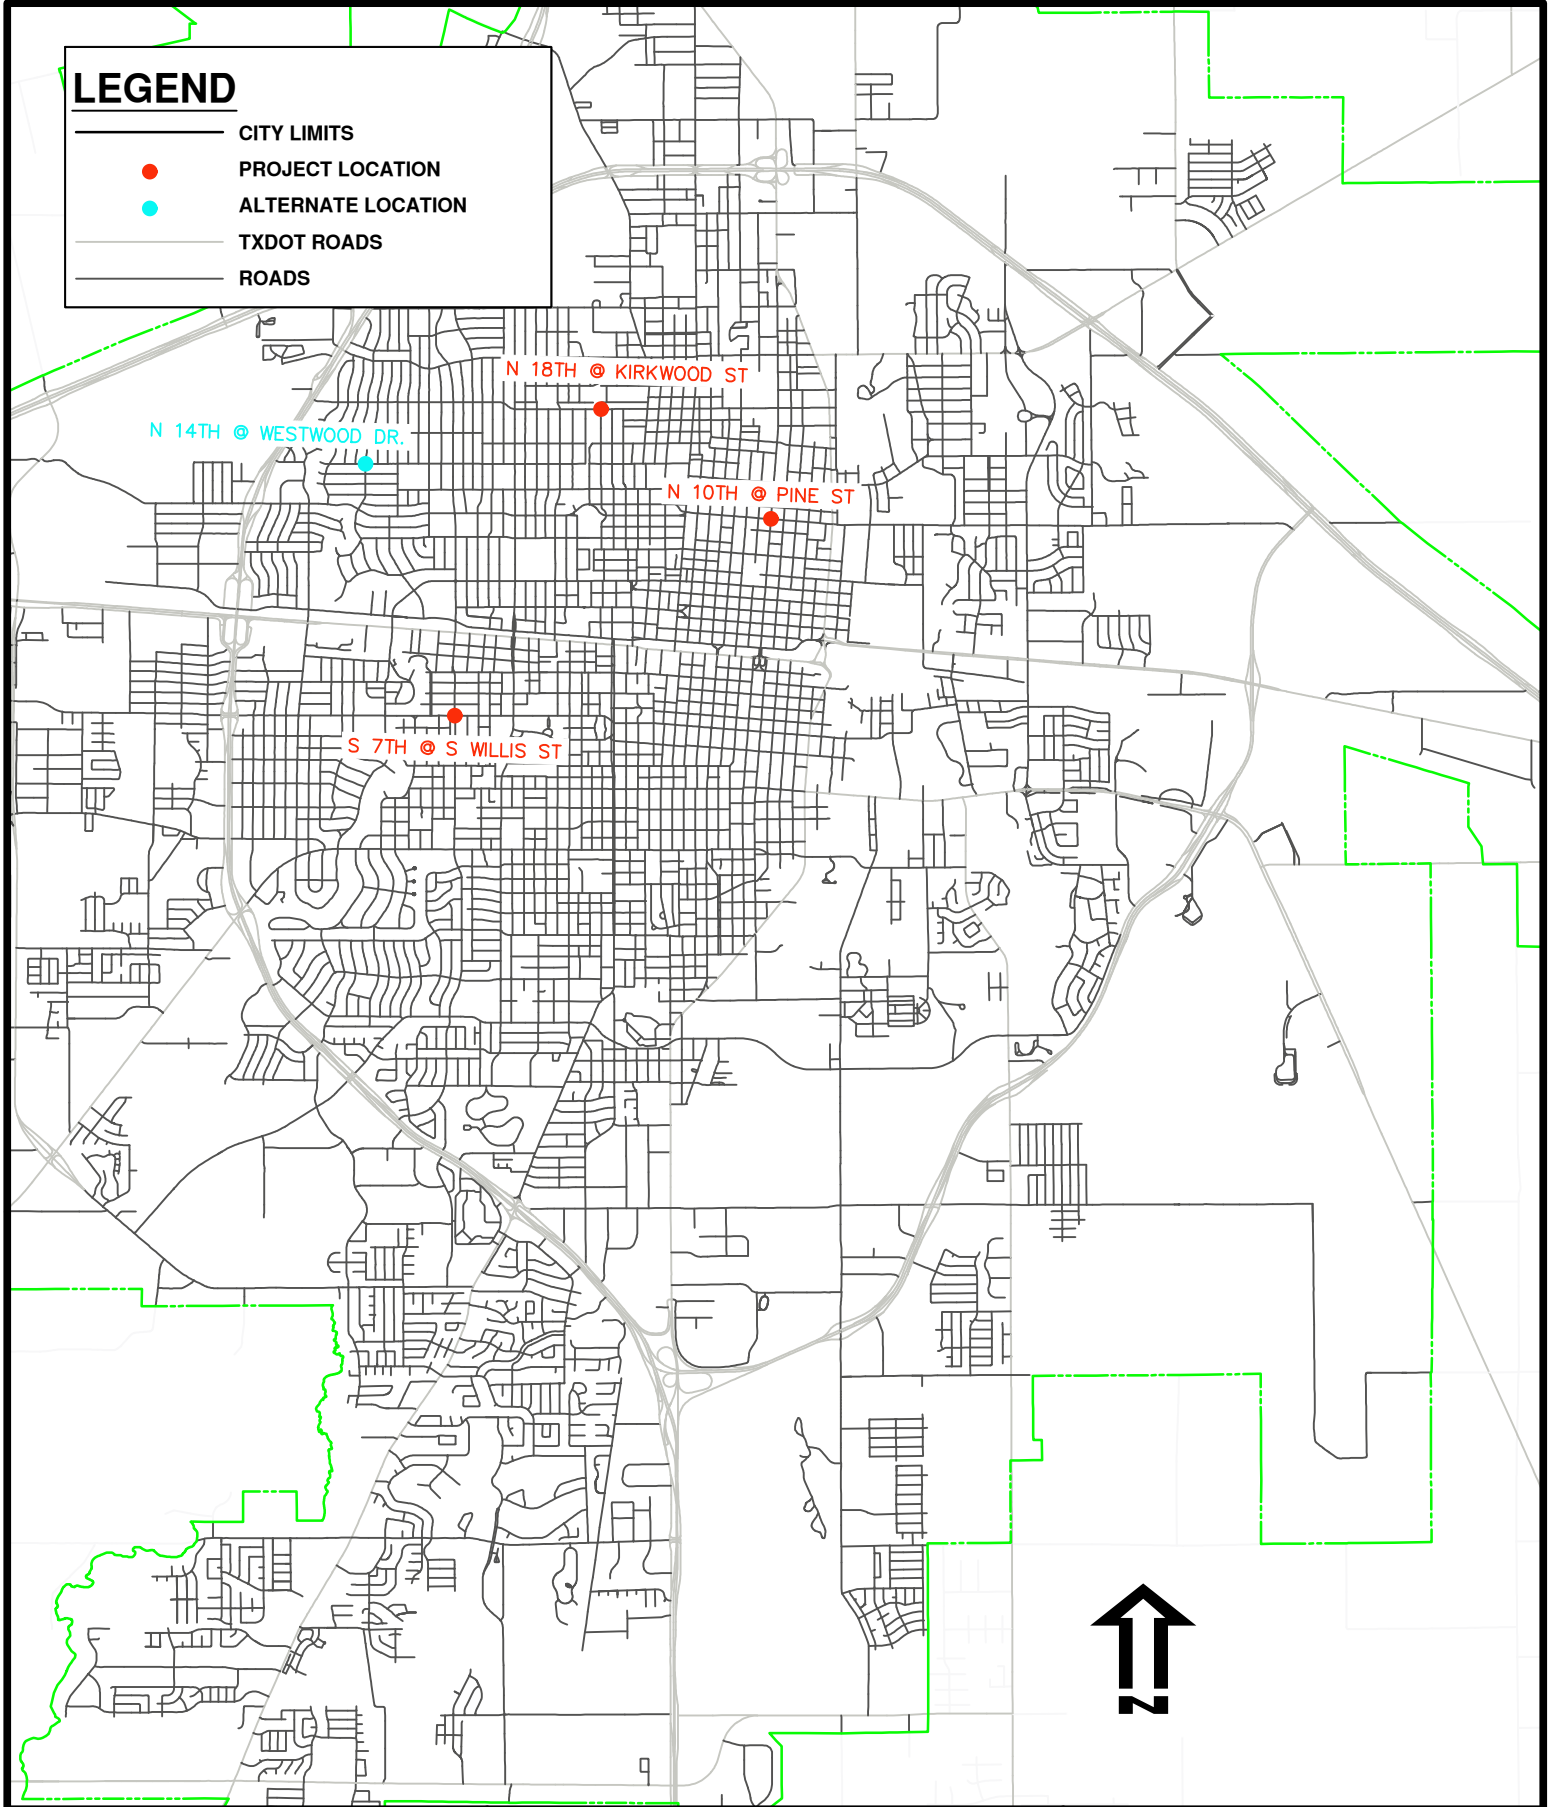 LEGEND
CITY LIMITS
PROJECT LOCATION
ALTERNATE LOCATION
TXDOT ROADS
ROADS
N 18TH @ KIRKWOOD ST
N 14TH @ WESTWOOD DR.
N 10TH @ PINE ST
S 7TH @ S WILLIS ST
N